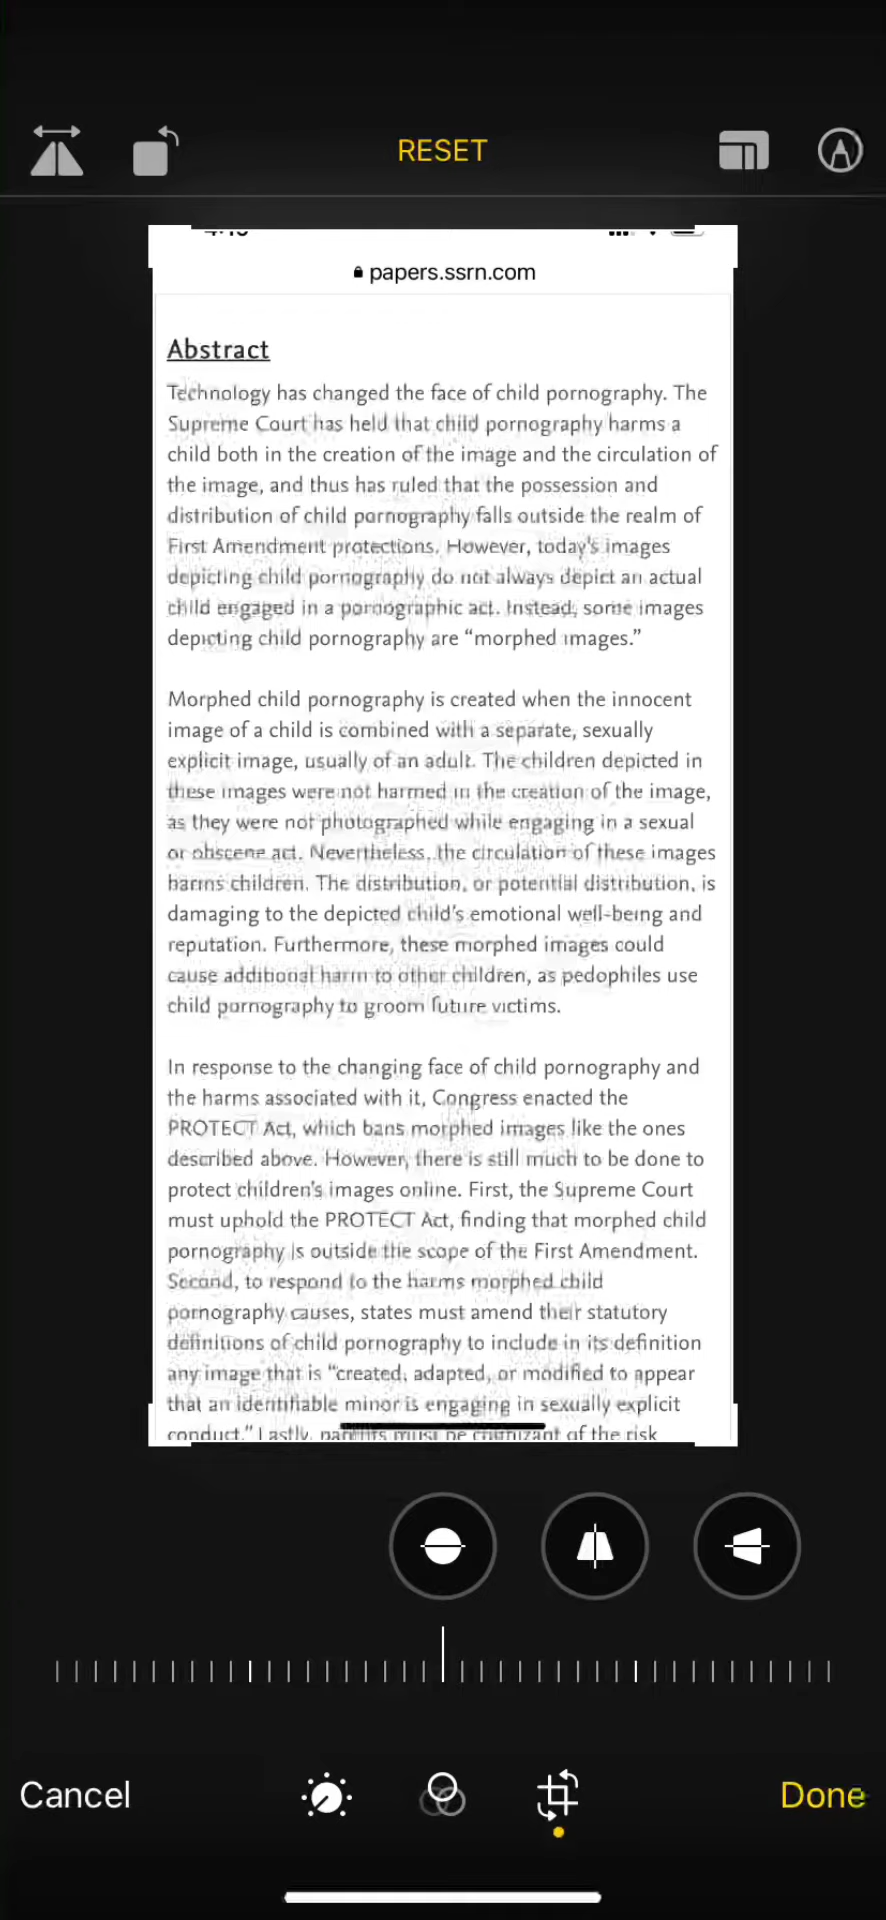 RESET
papers.ssrn.com
Abstract
Technology has changed the face of child pornography. The
Supreme Court has held that child pornography harms a
child both in the creation of the image and the circulation of
the image, and thus has ruled that the possession and
distribution of child pornography falls outside the realm of
First Amendment protections. However, today's images
depicting child pornography do not always depict an actual
child engaged in a pornographic act. Instead, some images
depicting child pornography are “morphed images.”
Morphed child pornography is created when the innocent
image of a child is combined with a separate, sexually
explicit image, usually of an adult. The children depicted in
these images were not harmed in the creation of the image,
as they were not photographed while engaging in a sexual
or obscene act. Nevertheless, the circulation of these images
harms children. The distribution, or potential distribution, is
damaging to the depicted child's emotional well-being and
reputation. Furthermore, these morphed images could
cause additional harm to other children, as pedophiles use
child pornography to groom future victims.
In response to the changing face of child pornography and
the harms associated with it, Congress enacted the
PROTECT Act, which bans morphed images like the ones
described above. However, there is still much to be done to
protect children's images online. First, the Supreme Court
must uphold the PROTECT Act, finding that morphed child
pornography is outside the scope of the First Amendment.
Second, to respond to the harms morphed child
pornography causes, states must amend their statutory
definitions of child pornography to include in its definition
any image that is “created, adapted, or modified to appear
that an identifiable minor is engaging in sexually explicit
conduct.” Lastly, parents must be cognizant of the risk
Cancel
Done